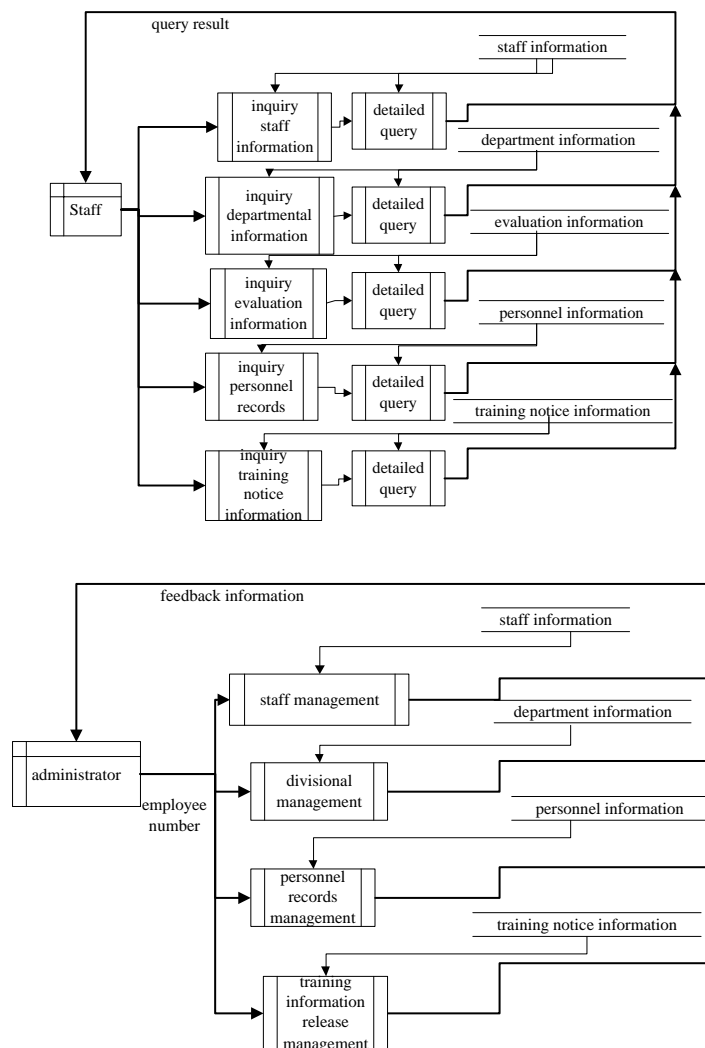 query result
staff information
inquiry
staff
information
detailed
query
department information
Staff
inquiry
departmental
information
detailed
query
evaluation information
inquiry
evaluation
information
detailed
query
personnel information
inquiry
personnel
records
detailed
query
training notice information
inquiry
training
notice
information
detailed
query
feedback information
staff information
staff management
department information
administrator
employee
number
divisional
management
personnel information
personnel
records
management
training notice information
training
information
release
management